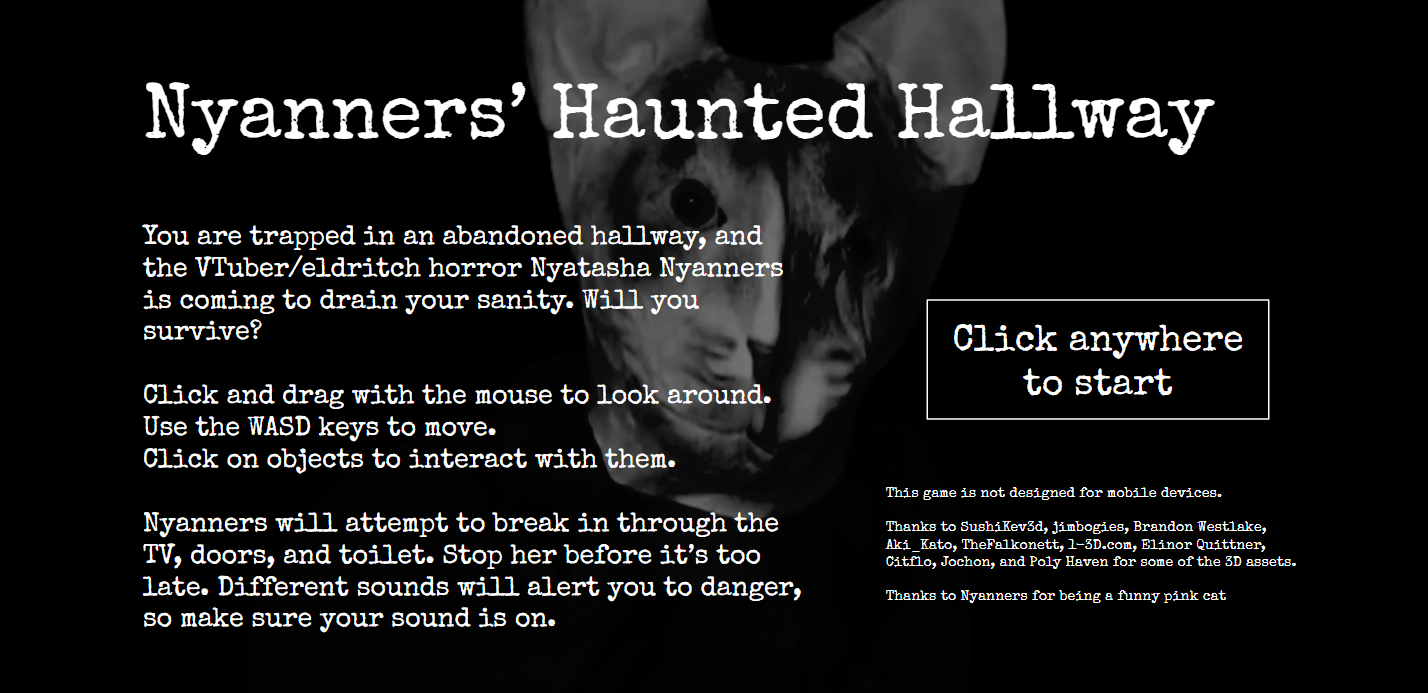 Nyanners’ Haunted Hallway
You are trapped in an abandoned hallway, and
the VTuber/eldritch horror Nyatasha Nyanners
is coming to drain your sanity. Will you
survive?
Click and drag with the mouse to look around.
Use the WASD keys to move.
Click on objects to interact with them.
Nyanners will attempt to break in through the
TV, doors, and toilet. Stop her before it’s too
late. Different sounds will alert you to danger,
so make sure your sound is on.
Click anywhere
to start
This game is not designed for mobile devices.
Thanks to SushiKev3d, jimbogies, Brandon Westlake,
Aki_Kato, TheFalkonett, l-3D.com, Elinor Quittner,
Citflo, Jochon, and Poly Haven for some of the 3D assets.
Thanks to Nyanners for being a funny pink cat